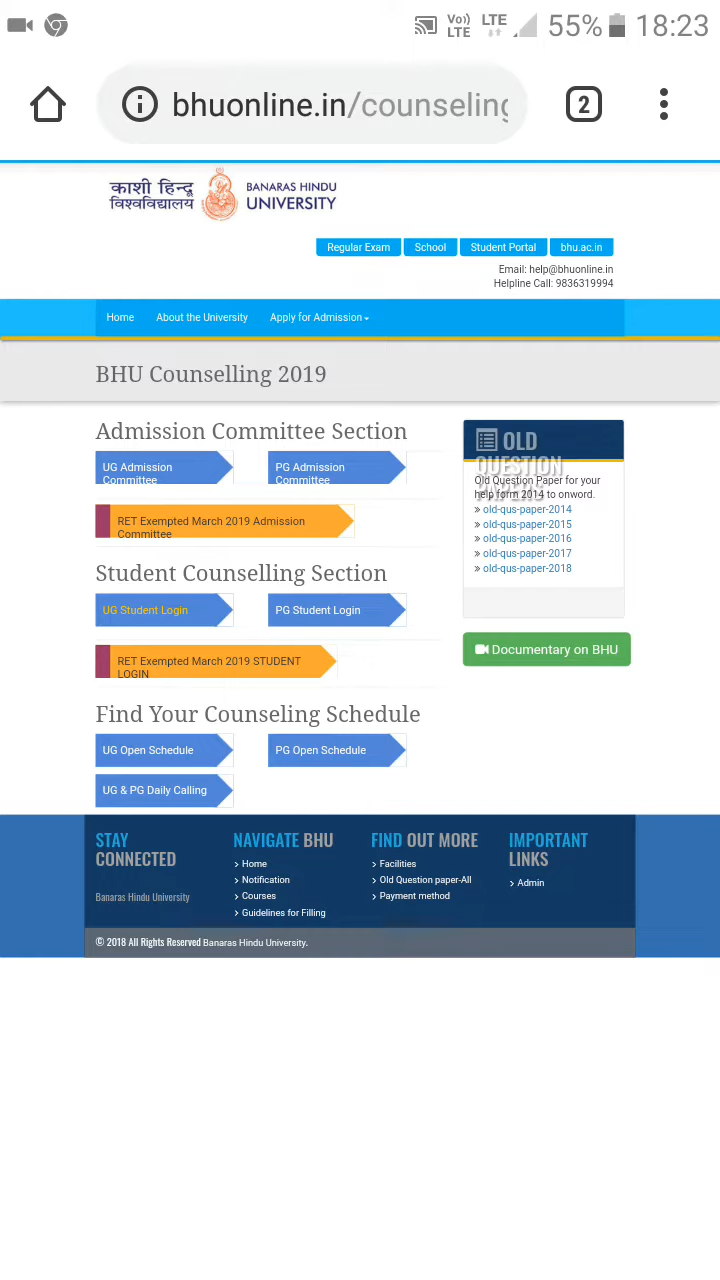 Vo)) LTE LTE 55% 18:23
bhuonline.in/counseling
2
काशी हिन्दू
विश्वविद्यालय
BANARAS HINDU
UNIVERSITY
Regular Exam School Student Portal bhu.ac.in
Email: help@bhuonline.in
Helpline Call: 9836319994
Home About the University Apply for Admission
BHU Counselling 2019
Admission Committee Section
UG Admission
Committee
PG Admission
Committee
RET Exempted March 2019 Admission
Committee
Student Counselling Section
UG Student Login
PG Student Login
RET Exempted March 2019 STUDENT
LOGIN
Find Your Counseling Schedule
UG Open Schedule
PG Open Schedule
UG & PG Daily Calling
OLD
QUESTION
PAPERS
Old Question Paper for your
help form 2014 to onword.
» old-qus-paper-2014
» old-qus-paper-2015
» old-qus-paper-2016
» old-qus-paper-2017
» old-qus-paper-2018
Documentary on BHU
STAY
CONNECTED
Banaras Hindu University
NAVIGATE BHU
Home
Notification
Courses
Guidelines for Filling
FIND OUT MORE
Facilities
Old Question paper-All
Payment method
IMPORTANT
LINKS
Admin
© 2018 All Rights Reserved Banaras Hindu University.